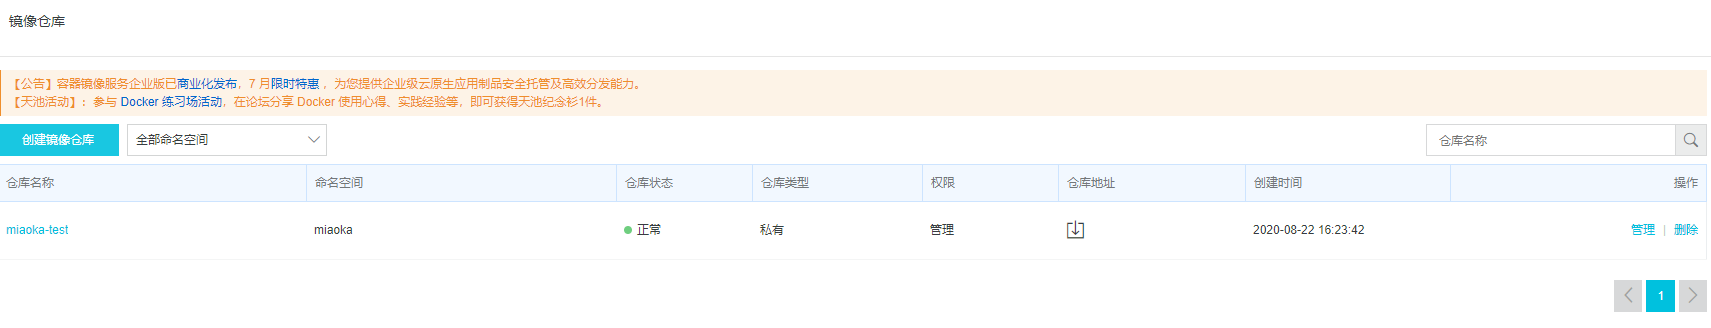 镜像仓库
【公告】容器镜像服务企业版已商业化发布，7 月限时特惠 ，为您提供企业级云原生应用制品安全托管及高效分发能力。
【天池活动】：参与 Docker 练习场活动，在论坛分享 Docker 使用心得、实践经验等，即可获得天池纪念衫1件。
创建镜像仓库 全部命名空间 仓库名称
仓库名称 命名空间 仓库状态 仓库类型 权限 仓库地址 创建时间 操作
miaoka-test miaoka 正常 私有 管理 2020-08-22 16:23:42 管理 | 删除
1